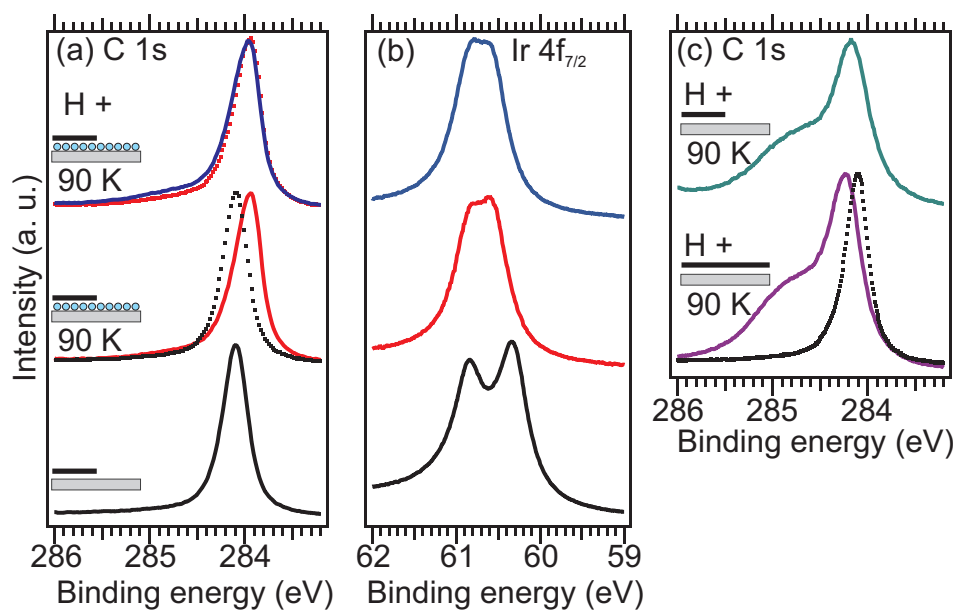 (a) C 1s
H +
90 K
90 K
Intensity (a. u.)
286 285 284
Binding energy (eV)
(b) Ir 4f7/2
62 61 60 59
Binding energy (eV)
(c) C 1s
H +
90 K
H +
90 K
286 285 284
Binding energy (eV)